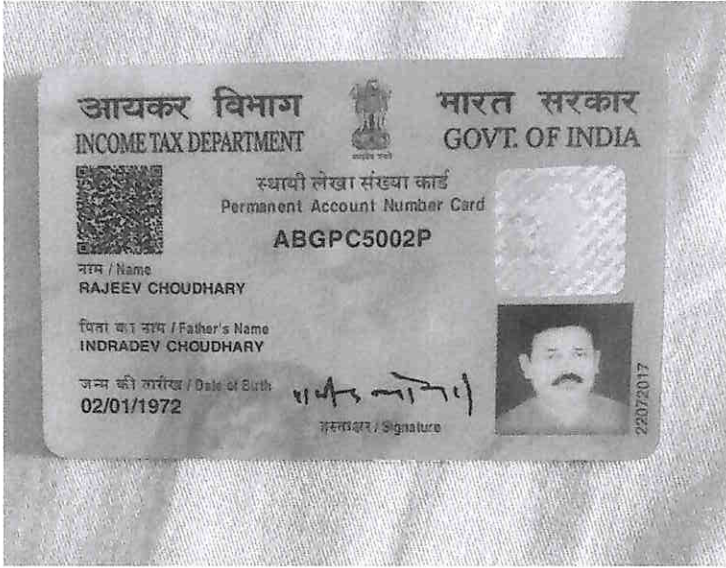 आयकर विभाग
INCOME TAX DEPARTMENT
भारत सरकार
GOVT. OF INDIA
स्थायी लेखा संख्या कार्ड
Permanent Account Number Card
ABGPC5002P
नाम / Name
RAJEEV CHOUDHARY
पिता का नाम / Father's Name
INDRADEV CHOUDHARY
जन्म की तारीख / Date of Birth
02/01/1972
हस्ताक्षर / Signature
22072017